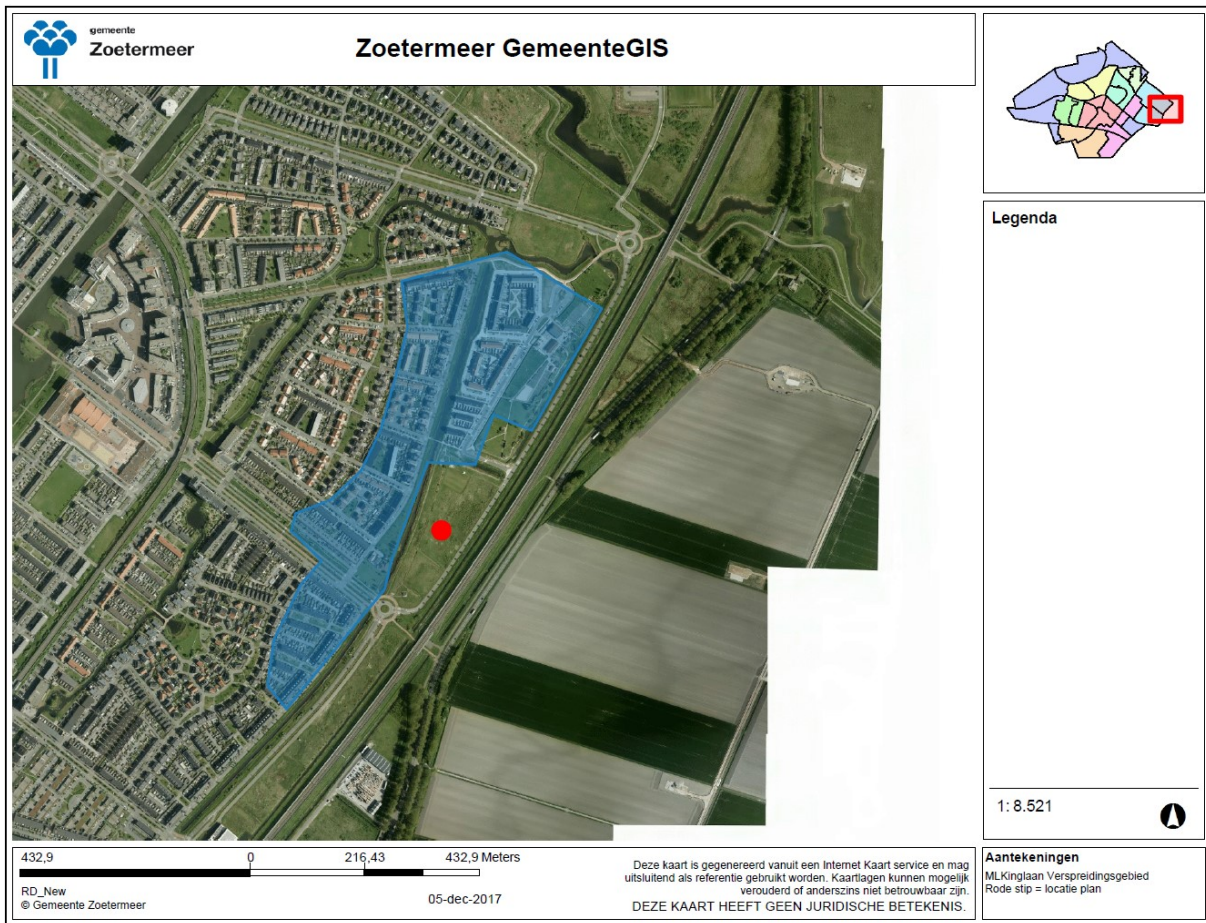 gemeente
Zoetermeer
Zoetermeer GemeenteGIS
Legenda
1: 8.521
432,9 0 216,43 432,9 Meters
RD_New
© Gemeente Zoetermeer
05-dec-2017
Deze kaart is gegenereerd vanuit een Internet Kaart service en mag
uitsluitend als referentie gebruikt worden. Kaartlagen kunnen mogelijk
verouderd of anderszins niet betrouwbaar zijn.
DEZE KAART HEEFT GEEN JURIDISCHE BETEKENIS.
Aantekeningen
MLKinglaan Verspreidingsgebied
Rode stip = locatie plan